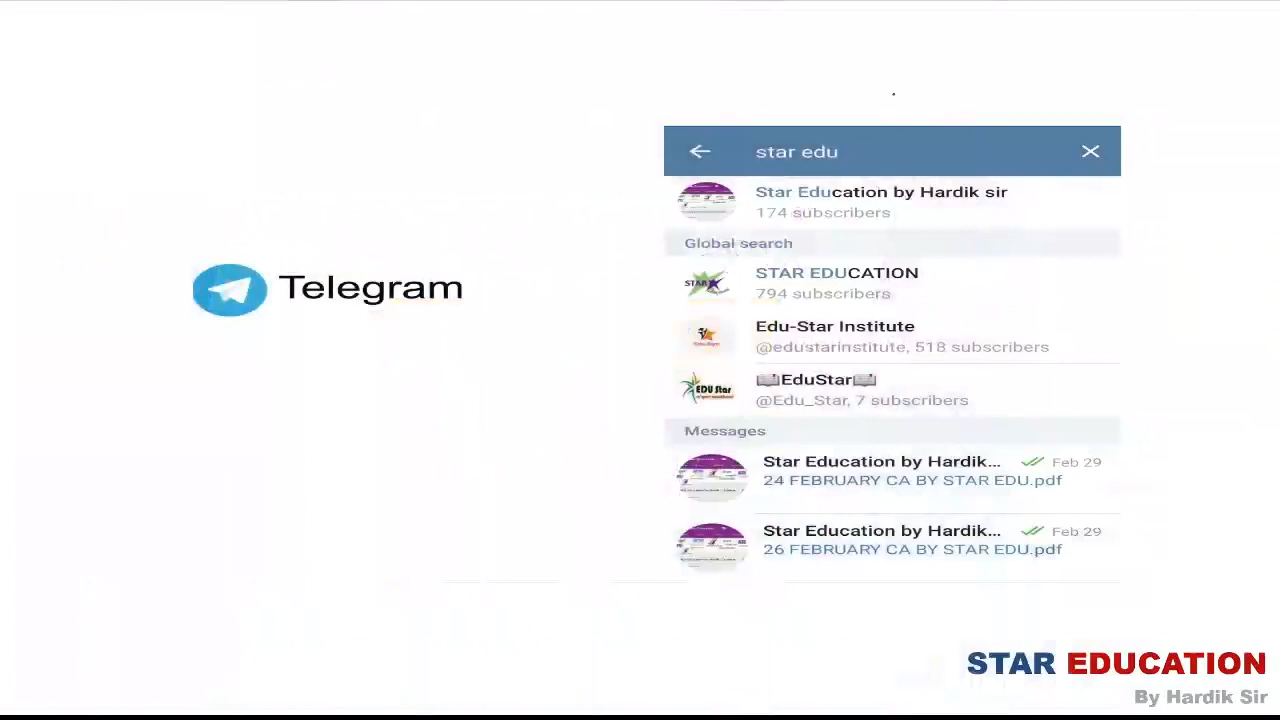 Telegram
star edu
Star Education by Hardik sir
174 subscribers
Global search
STAR EDUCATION
794 subscribers
Edu-Star Institute
@edustarinstitute, 518 subscribers
📖EduStar📖
@Edu_Star, 7 subscribers
Messages
Star Education by Hardik... Feb 29
24 FEBRUARY CA BY STAR EDU.pdf
Star Education by Hardik... Feb 29
26 FEBRUARY CA BY STAR EDU.pdf
STAR
EDU Star
STAR EDUCATION
By Hardik Sir